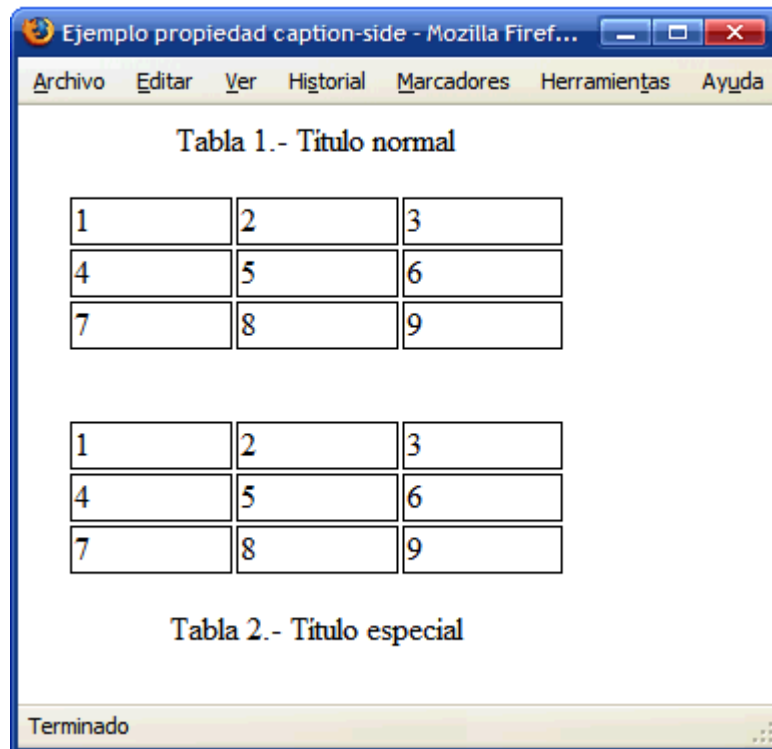 Ejemplo propiedad caption-side - Mozilla Firef...
Archivo Editar Ver Historial Marcadores Herramientas Ayuda
Tabla 1.- Título normal
1 2 3
4 5 6
7 8 9
1 2 3
4 5 6
7 8 9
Tabla 2.- Título especial
Terminado